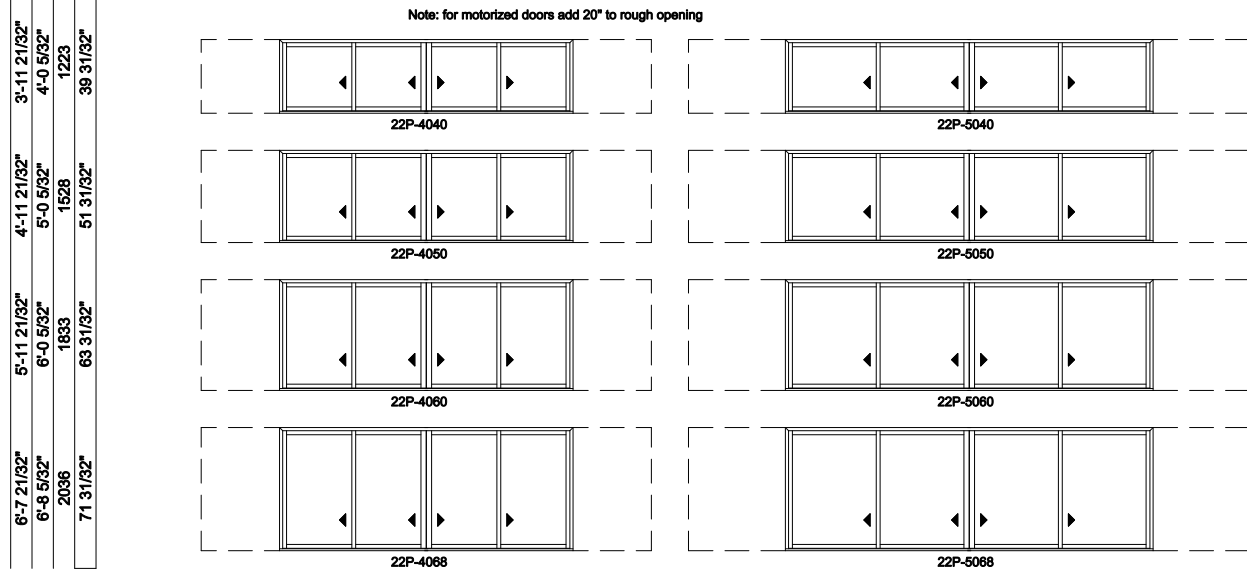 Note: for motorized doors add 20" to rough opening
3'-11 21/32"
4'-0 5/32"
1223
39 31/32"
22P-4040
22P-5040
4'-11 21/32"
5'-0 5/32"
1528
51 31/32"
22P-4050
22P-5050
5'-11 21/32"
6'-0 5/32"
1833
63 31/32"
22P-4060
22P-5060
6'-7 21/32"
6'-8 5/32"
2036
71 31/32"
22P-4068
22P-5068